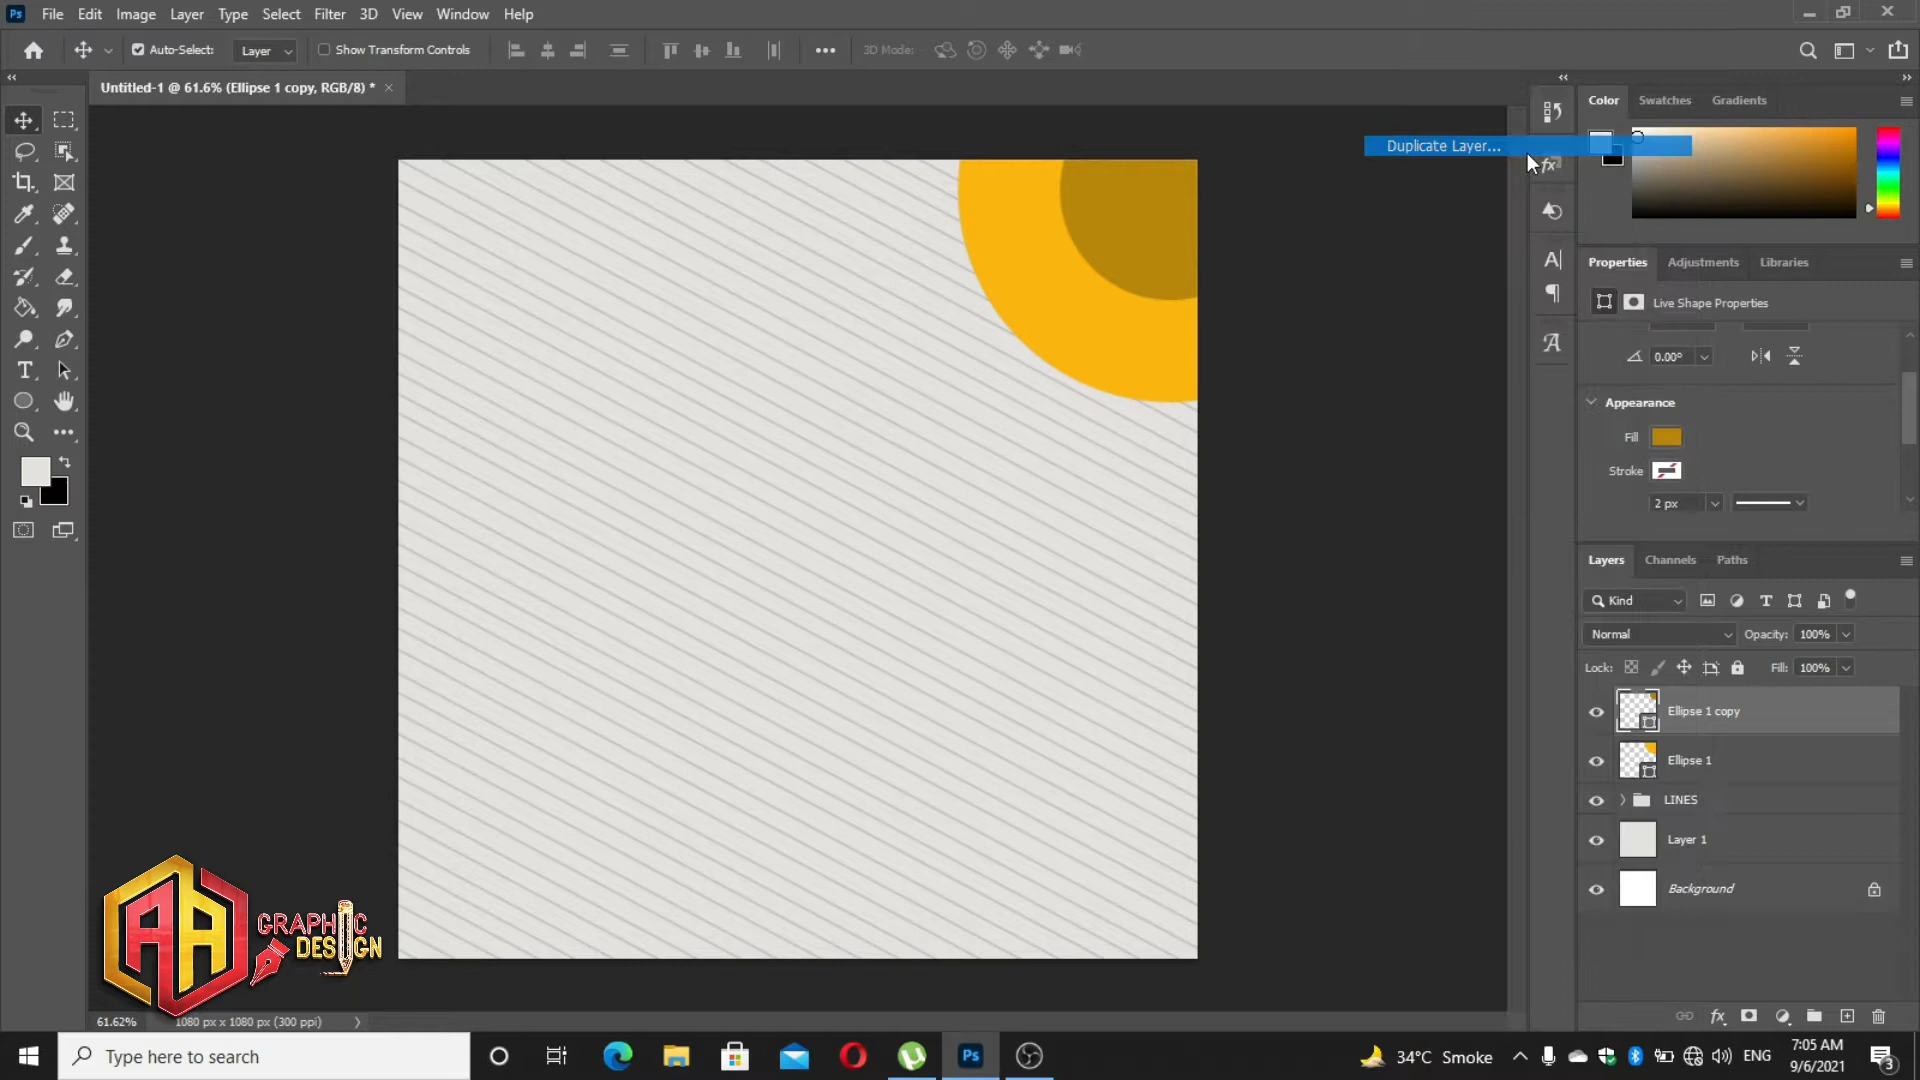 Ps File Edit Image Layer Type Select Filter 3D View Window Help
Auto-Select: Layer Show Transform Controls 3D Mode:
Untitled-1 @ 61.6% (Ellipse 1 copy, RGB/8) *
Color Swatches Gradients
Duplicate Layer...
Properties Adjustments Libraries
Live Shape Properties
0.00°
Appearance
Fill
Stroke
2 px
Layers Channels Paths
Kind
Normal Opacity: 100%
Lock: Fill: 100%
Ellipse 1 copy
Ellipse 1
LINES
Layer 1
Background
AA
GRAPHIC
DESIGN
61.62% 1080 px x 1080 px (300 ppi)
Type here to search
Ps
34°C Smoke
ENG
7:05 AM
9/6/2021
3